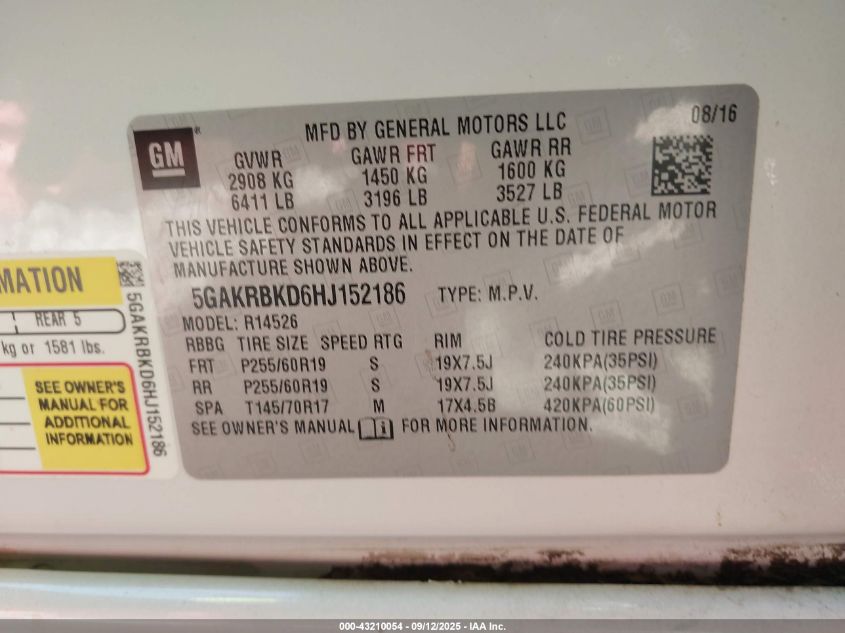 GM
MFD BY GENERAL MOTORS LLC
08/16
GVWR GAWR FRT GAWR RR
2908 KG 1450 KG 1600 KG
6411 LB 3196 LB 3527 LB
THIS VEHICLE CONFORMS TO ALL APPLICABLE U.S. FEDERAL MOTOR
VEHICLE SAFETY STANDARDS IN EFFECT ON THE DATE OF
MANUFACTURE SHOWN ABOVE.
5GAKRBKD6HJ152186 TYPE: M.P.V.
MODEL: R14526
RBBG TIRE SIZE SPEED RTG RIM COLD TIRE PRESSURE
FRT P255/60R19 S 19X7.5J 240KPA(35PSI)
RR P255/60R19 S 19X7.5J 240KPA(35PSI)
SPA T145/70R17 M 17X4.5B 420KPA(60PSI)
SEE OWNER'S MANUAL FOR MORE INFORMATION.
MATION
REAR 5
kg or 1581 lbs.
SEE OWNER'S
MANUAL FOR
ADDITIONAL
INFORMATION
5GAKRBKD6HJ152186
000-43210054 - 09/12/2025 - IAA Inc.